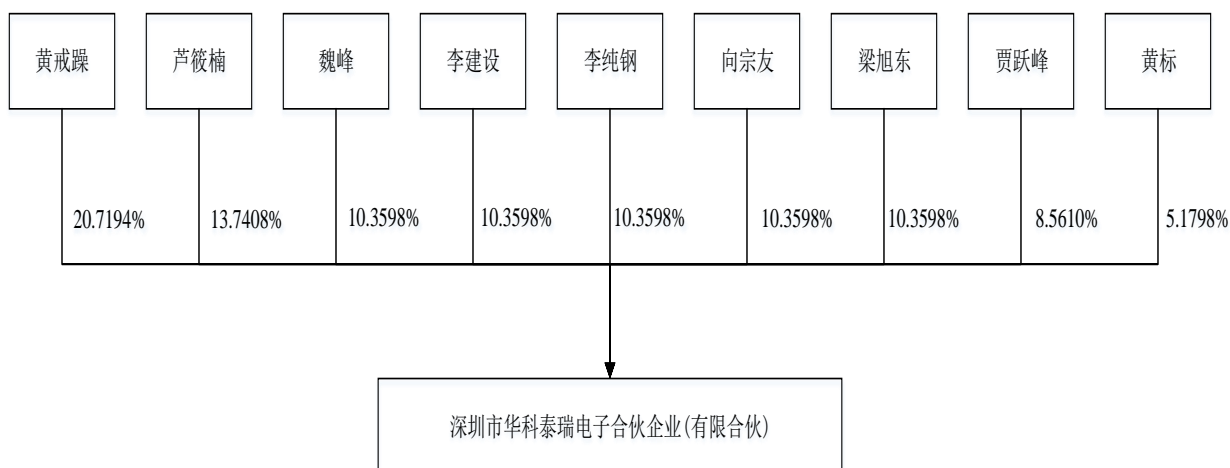 黄戒躁 芦筱楠 魏峰 李建设 李纯钢 向宗友 梁旭东 贾跃峰 黄标
20.7194% 13.7408% 10.3598% 10.3598% 10.3598% 10.3598% 10.3598% 8.5610% 5.1798%
深圳市华科泰瑞电子合伙企业(有限合伙)